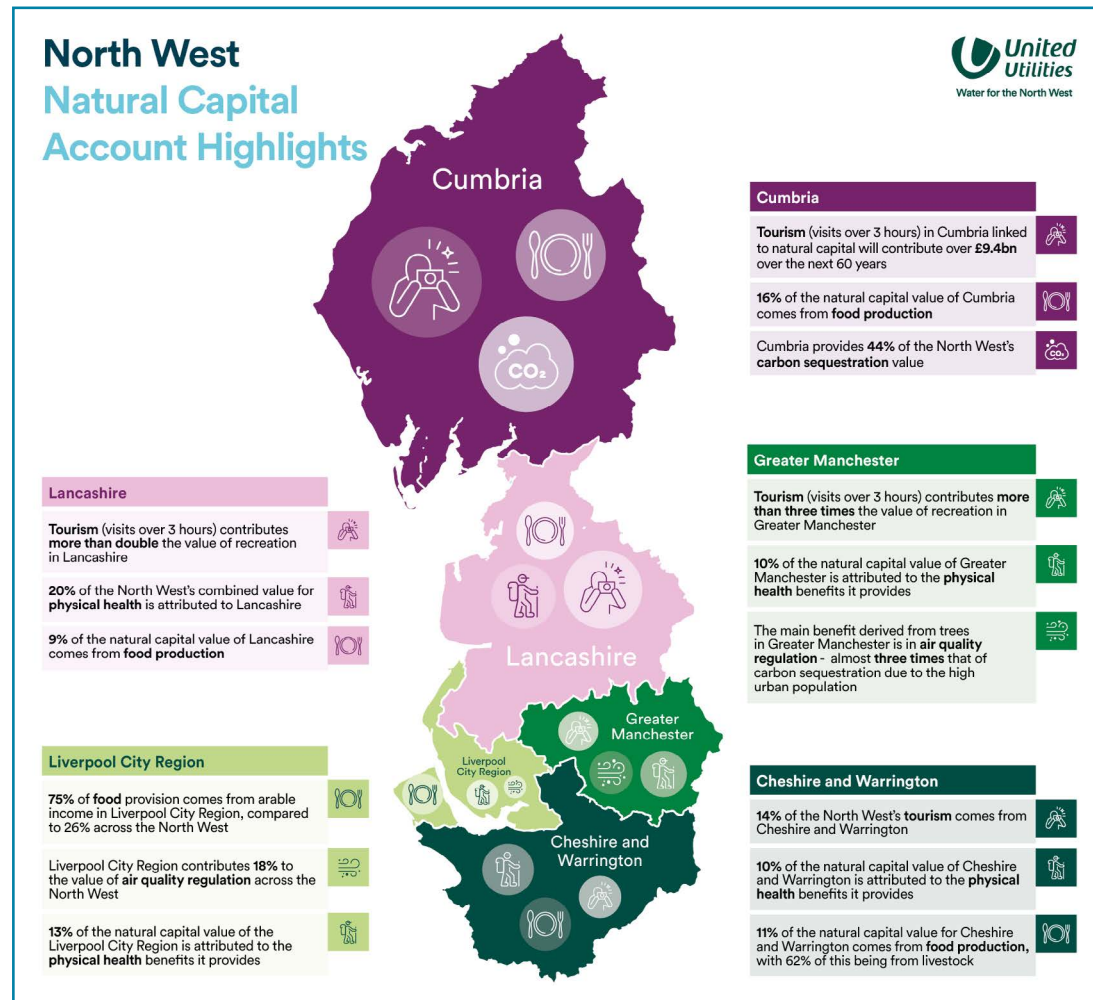 North West
Natural Capital
Account Highlights
United
Utilities
Water for the North West
Cumbria
CO₂
Lancashire
Greater
Manchester
Liverpool
City Region
Cheshire and
Warrington
Cumbria
Tourism (visits over 3 hours) in Cumbria linked
to natural capital will contribute over £9.4bn
over the next 60 years
16% of the natural capital value of Cumbria
comes from food production
Cumbria provides 44% of the North West's
carbon sequestration value
CO₂
Lancashire
Tourism (visits over 3 hours) contributes
more than double the value of recreation
in Lancashire
20% of the North West's combined value for
physical health is attributed to Lancashire
9% of the natural capital value of Lancashire
comes from food production
Greater Manchester
Tourism (visits over 3 hours) contributes more
than three times the value of recreation in
Greater Manchester
10% of the natural capital value of Greater
Manchester is attributed to the physical
health benefits it provides
The main benefit derived from trees
in Greater Manchester is in air quality
regulation - almost three times that of
carbon sequestration due to the high
urban population
Liverpool City Region
75% of food provision comes from arable
income in Liverpool City Region, compared
to 26% across the North West
Liverpool City Region contributes 18% to
the value of air quality regulation across the
North West
13% of the natural capital value of the
Liverpool City Region is attributed to the
physical health benefits it provides
Cheshire and Warrington
14% of the North West's tourism comes from
Cheshire and Warrington
10% of the natural capital value of Cheshire
and Warrington is attributed to the physical
health benefits it provides
11% of the natural capital value for Cheshire
and Warrington comes from food production,
with 62% of this being from livestock